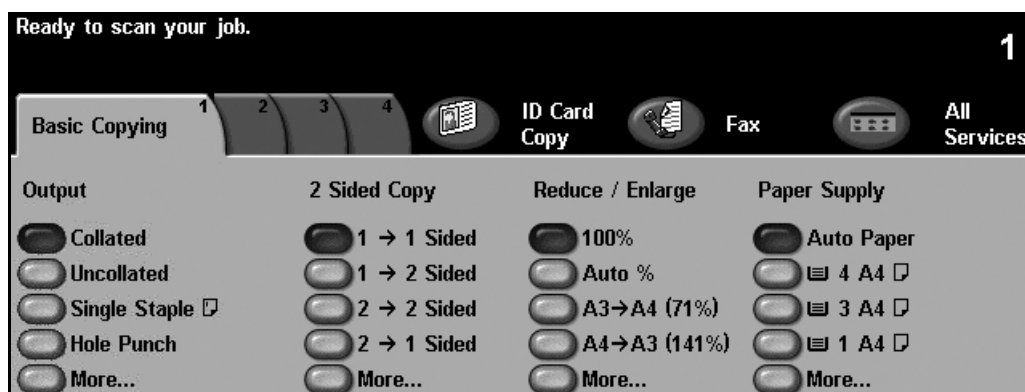 Ready to scan your job.
1
Basic Copying 1 2 3 4 ID Card Copy Fax All Services
Output 2 Sided Copy Reduce / Enlarge Paper Supply
Collated 1 → 1 Sided 100% Auto Paper
Uncollated 1 → 2 Sided Auto % 4 A4
Single Staple 2 → 2 Sided A3→A4 (71%) 3 A4
Hole Punch 2 → 1 Sided A4→A3 (141%) 1 A4
More... More... More... More...